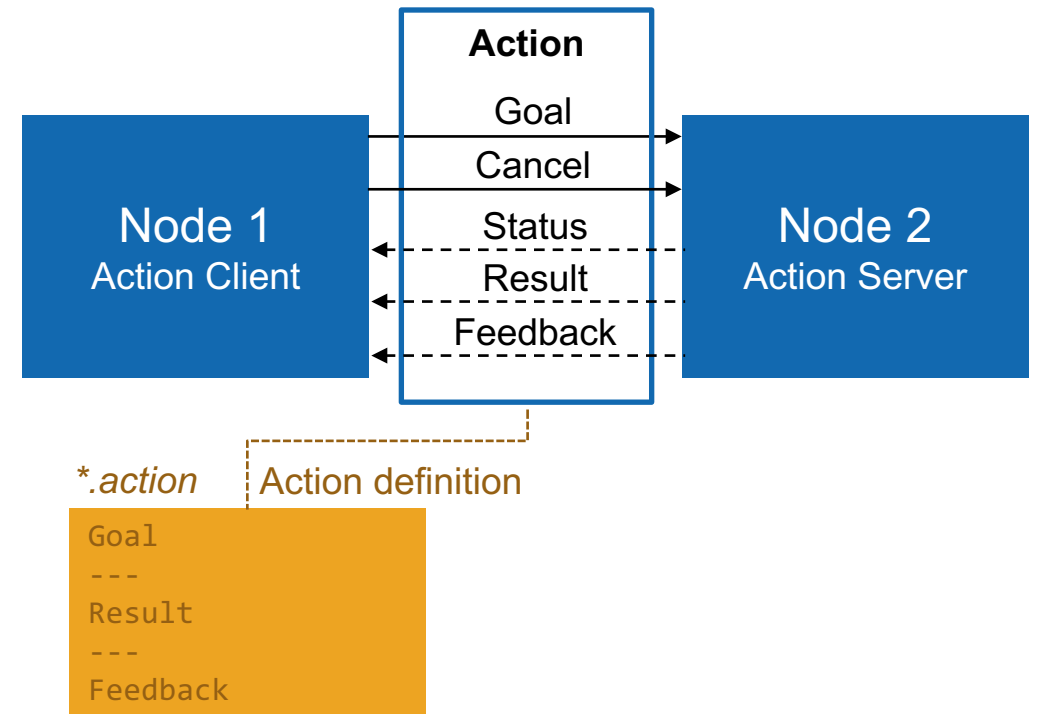 Action
Goal
Cancel
Status
Result
Feedback
Node 1
Action Client
Node 2
Action Server
*.action
Action definition
Goal
---
Result
---
Feedback